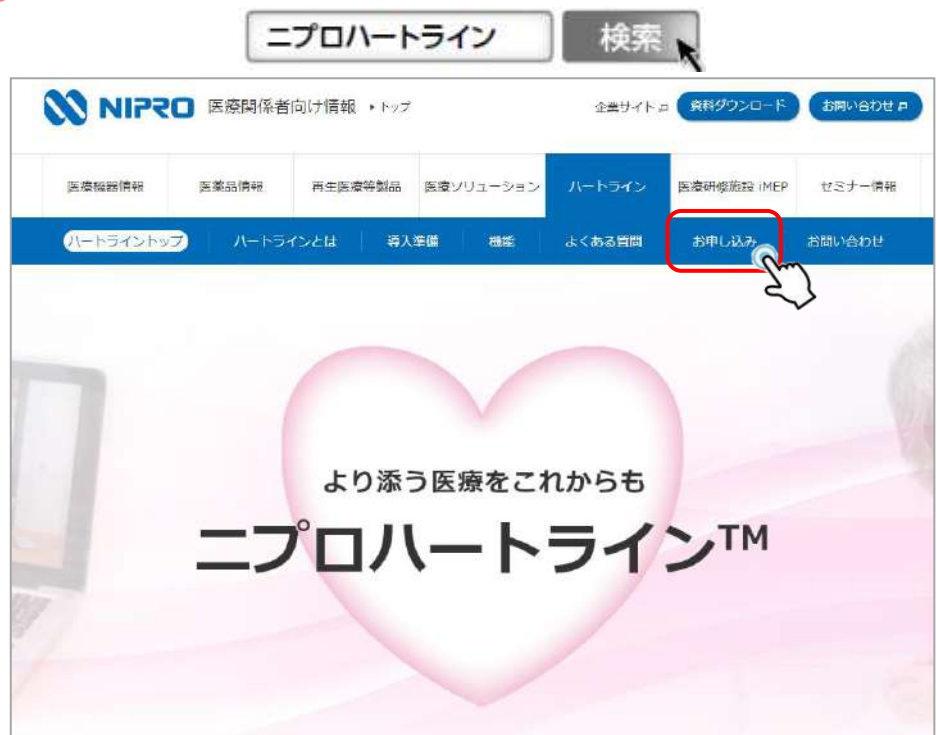 ニプロハートライン 検索
NIPRO 医療関係者向け情報 ▸ トップ 企業サイト 資料ダウンロード お問い合わせ
医療機器情報 医薬品情報 再生医療等製品 医療ソリューション ハートライン 医療研修施設 iMEP セミナー情報
ハートライントップ ハートラインとは 導入準備 機能 よくある質問 お申し込み お問い合わせ
より添う医療をこれからも
ニプロハートライン™